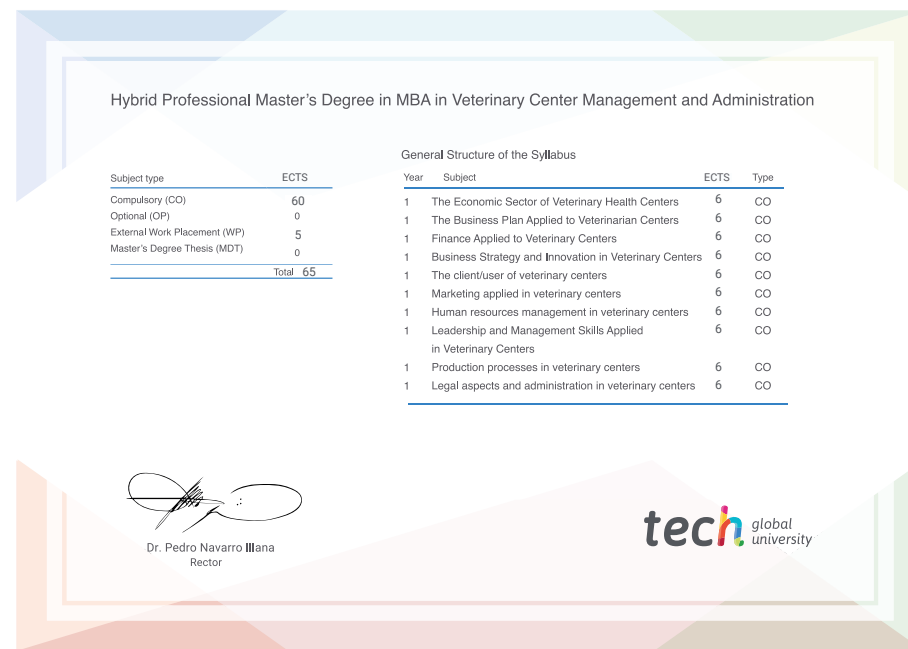 Hybrid Professional Master’s Degree in MBA in Veterinary Center Management and Administration
Subject type ECTS
Compulsory (CO) 60
Optional (OP) 0
External Work Placement (WP) 5
Master’s Degree Thesis (MDT) 0
Total 65
General Structure of the Syllabus
Year Subject ECTS Type
1 The Economic Sector of Veterinary Health Centers 6 CO
1 The Business Plan Applied to Veterinarian Centers 6 CO
1 Finance Applied to Veterinary Centers 6 CO
1 Business Strategy and Innovation in Veterinary Centers 6 CO
1 The client/user of veterinary centers 6 CO
1 Marketing applied in veterinary centers 6 CO
1 Human resources management in veterinary centers 6 CO
1 Leadership and Management Skills Applied 6 CO
in Veterinary Centers
1 Production processes in veterinary centers 6 CO
1 Legal aspects and administration in veterinary centers 6 CO
Dr. Pedro Navarro Illana
Rector
tech global
university